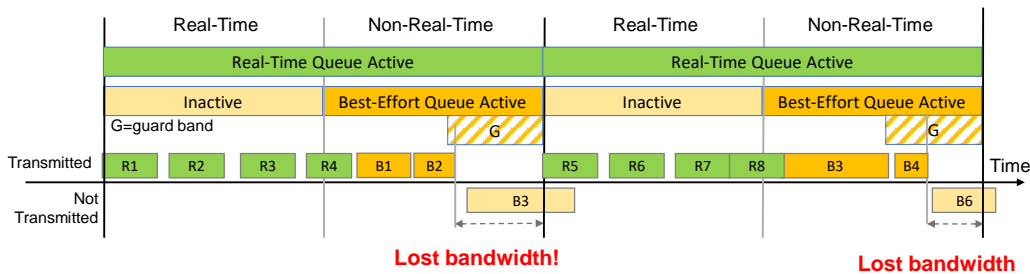 Real-Time Non-Real-Time Real-Time Non-Real-Time
Real-Time Queue Active Real-Time Queue Active
Inactive Best-Effort Queue Active Inactive Best-Effort Queue Active
G=guard band G G
Transmitted R1 R2 R3 R4 B1 B2 R5 R6 R7 R8 B3 B4 Time
Not
Transmitted B3 B6
Lost bandwidth! Lost bandwidth